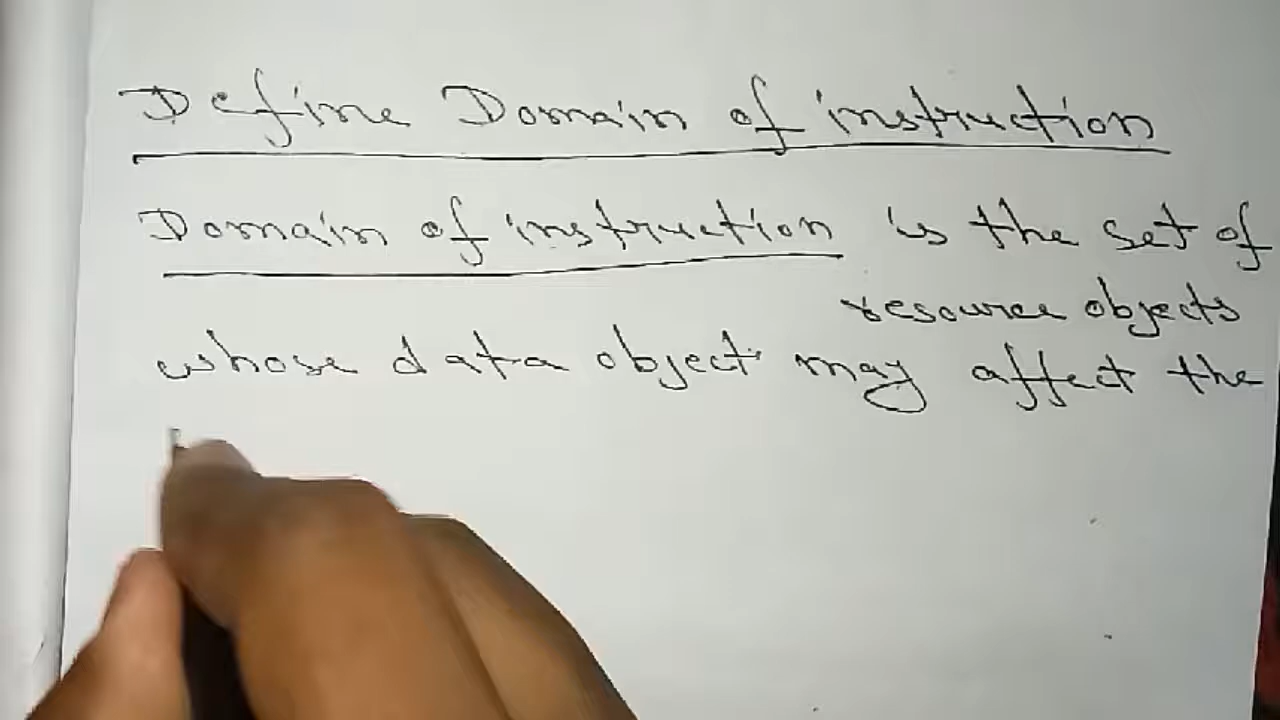 Define Domain of instruction
Domain of instruction is the set of
resource objects
whose data object may affect the